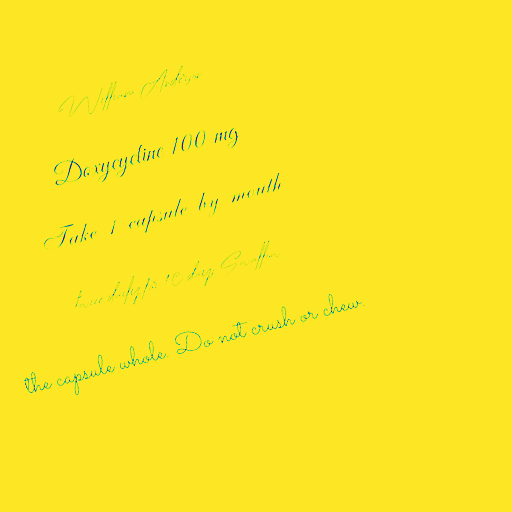 William
Doxycycline 100 mg
Take 1 capsule by mouth
twice daily for 10 days. Swallow
the capsule whole. Do not crush or chew.